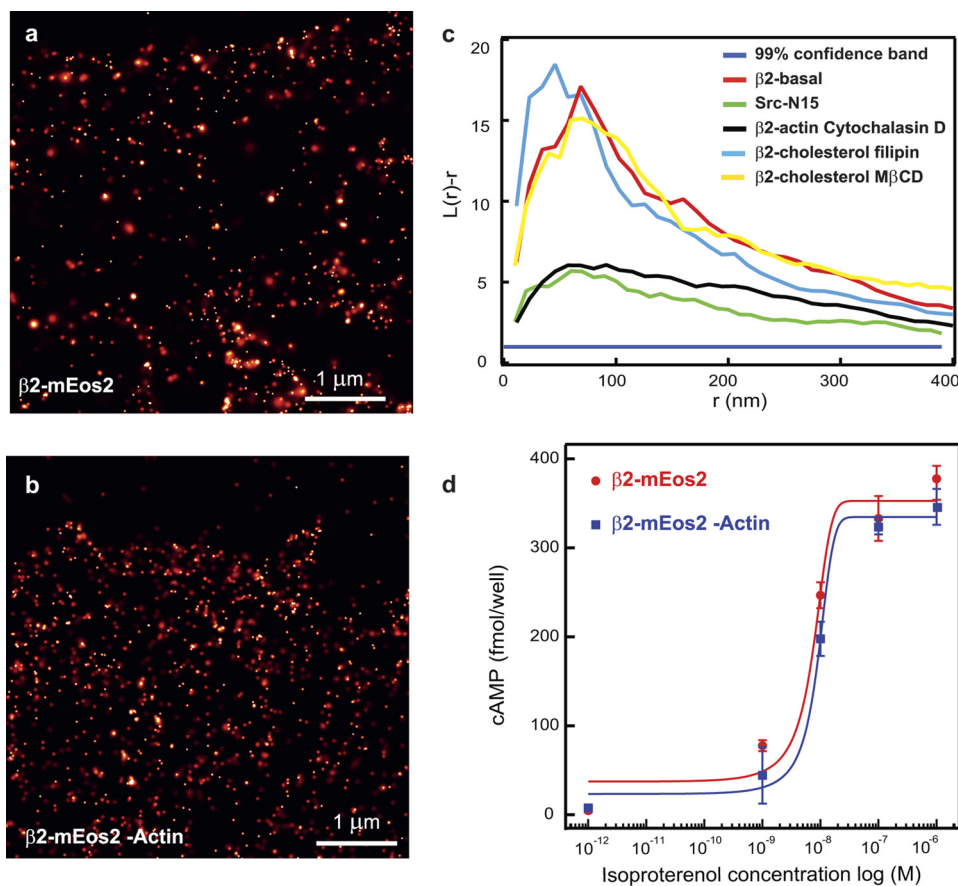 a
β2-mEos2
1 μm
b
β2-mEos2 -Actin
1 μm
c
20
15
10
5
0
L(r)-r
0
100
200
300
400
r (nm)
99% confidence band
β2-basal
Src-N15
β2-actin Cytochalasin D
β2-cholesterol filipin
β2-cholesterol MβCD
d
400
300
200
100
0
cAMP (fmol/well)
β2-mEos2
β2-mEos2 -Actin
10⁻¹²
10⁻¹¹
10⁻¹⁰
10⁻⁹
10⁻⁸
10⁻⁷
10⁻⁶
Isoproterenol concentration log (M)